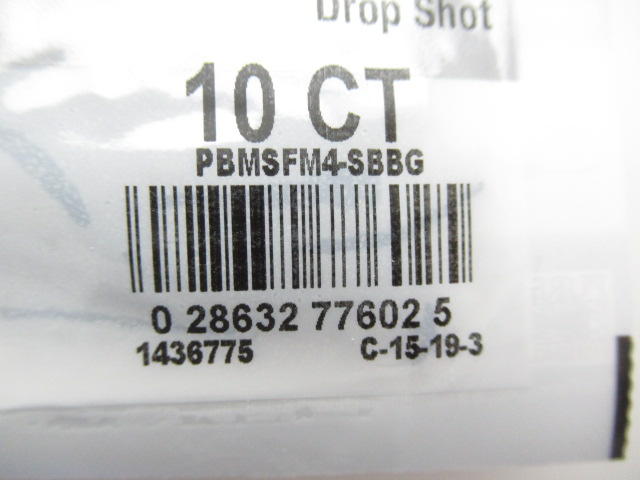 Drop Shot
10 CT
PBMSFM4-SBBG
0 28632 77602 5
1436775 C-15-19-3